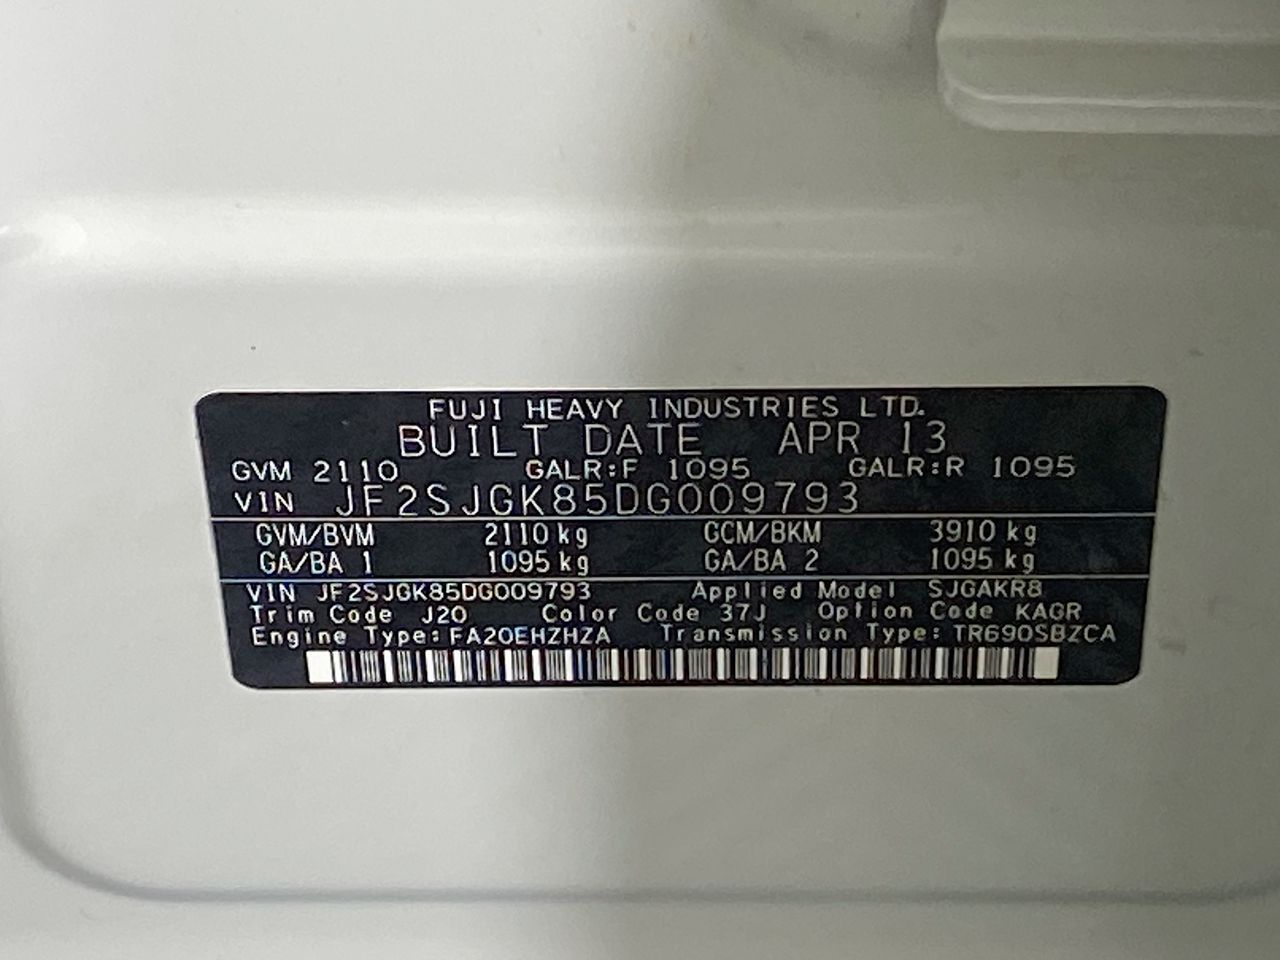 FUJI HEAVY INDUSTRIES LTD.
BUILT DATE APR 13
GVM 2110 GALR:F 1095 GALR:R 1095
VIN JF2SJGK85DG009793
GVM/BVM 2110 kg GCM/BKM 3910 kg
GA/BA 1 1095 kg GA/BA 2 1095 kg
VIN JF2SJGK85DG009793 Applied Model SJGAKR8
Trim Code J20 Color Code 37J Option Code KAGR
Engine Type: FA20EHZHZA Transmission Type: TR690SBZCA